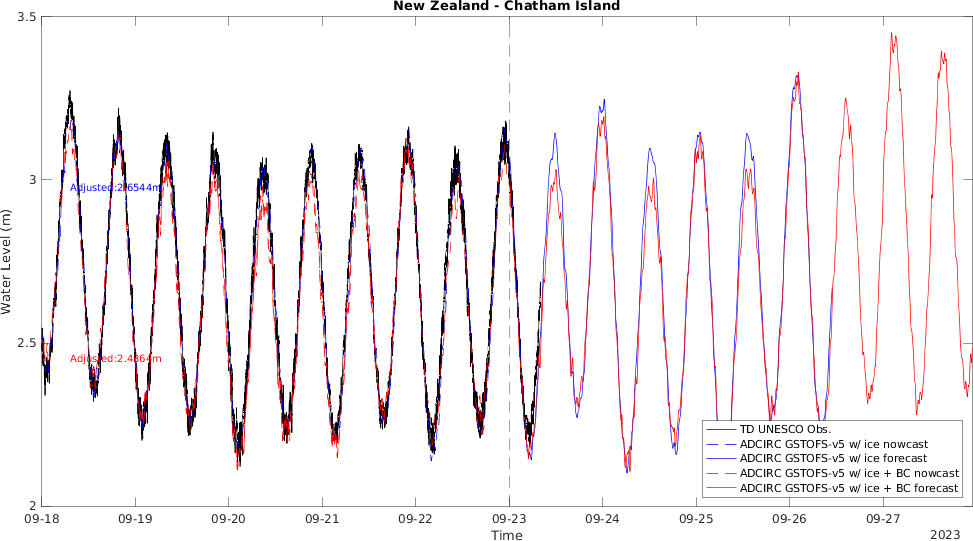 New Zealand - Chatham Island
3.5
3
2.5
2
Water Level (m)
Adjusted:2.6544m
Adjusted:2.4364m
TD UNESCO Obs.
ADCIRC GSTOFS-v5 w/ ice nowcast
ADCIRC GSTOFS-v5 w/ ice forecast
ADCIRC GSTOFS-v5 w/ ice + BC nowcast
ADCIRC GSTOFS-v5 w/ ice + BC forecast
09-18 09-19 09-20 09-21 09-22 09-23 09-24 09-25 09-26 09-27
Time
2023